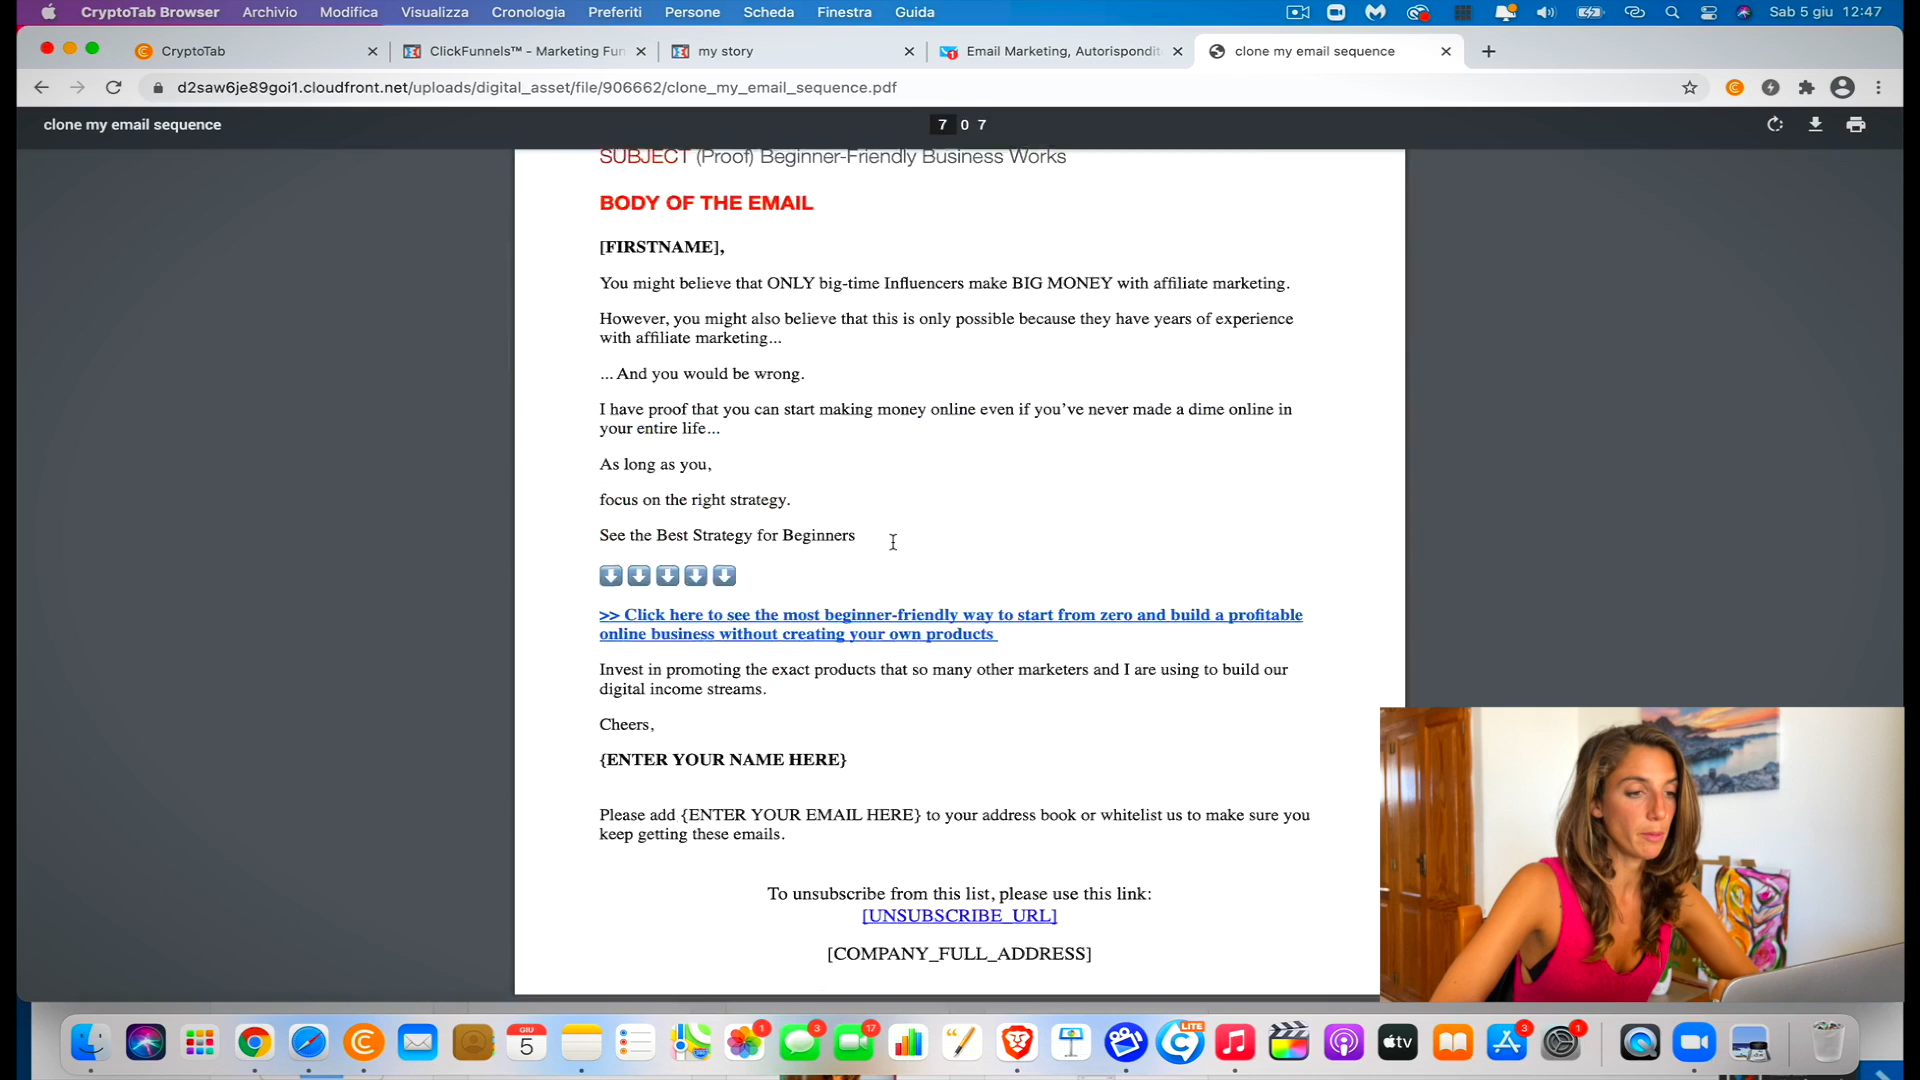 CryptoTab Browser Archivio Modifica Visualizza Cronologia Preferiti Persone Scheda Finestra Guida Sab 5 giu 12:47
CryptoTab ClickFunnels™ - Marketing Fun my story Email Marketing, Autorispondit clone my email sequence
d2saw6je89goi1.cloudfront.net/uploads/digital_asset/file/906662/clone_my_email_sequence.pdf
clone my email sequence 7 0 7
SUBJECT (Proof) Beginner-Friendly Business Works
BODY OF THE EMAIL
[FIRSTNAME],
You might believe that ONLY big-time Influencers make BIG MONEY with affiliate marketing.
However, you might also believe that this is only possible because they have years of experience
with affiliate marketing...
... And you would be wrong.
I have proof that you can start making money online even if you've never made a dime online in
your entire life...
As long as you,
focus on the right strategy.
See the Best Strategy for Beginners
>> Click here to see the most beginner-friendly way to start from zero and build a profitable
online business without creating your own products
Invest in promoting the exact products that so many other marketers and I are using to build our
digital income streams.
Cheers,
{ENTER YOUR NAME HERE}
Please add {ENTER YOUR EMAIL HERE} to your address book or whitelist us to make sure you
keep getting these emails.
To unsubscribe from this list, please use this link:
[UNSUBSCRIBE_URL]
[COMPANY_FULL_ADDRESS]
GIU
5
1
3
17
LITE
tv
3
1